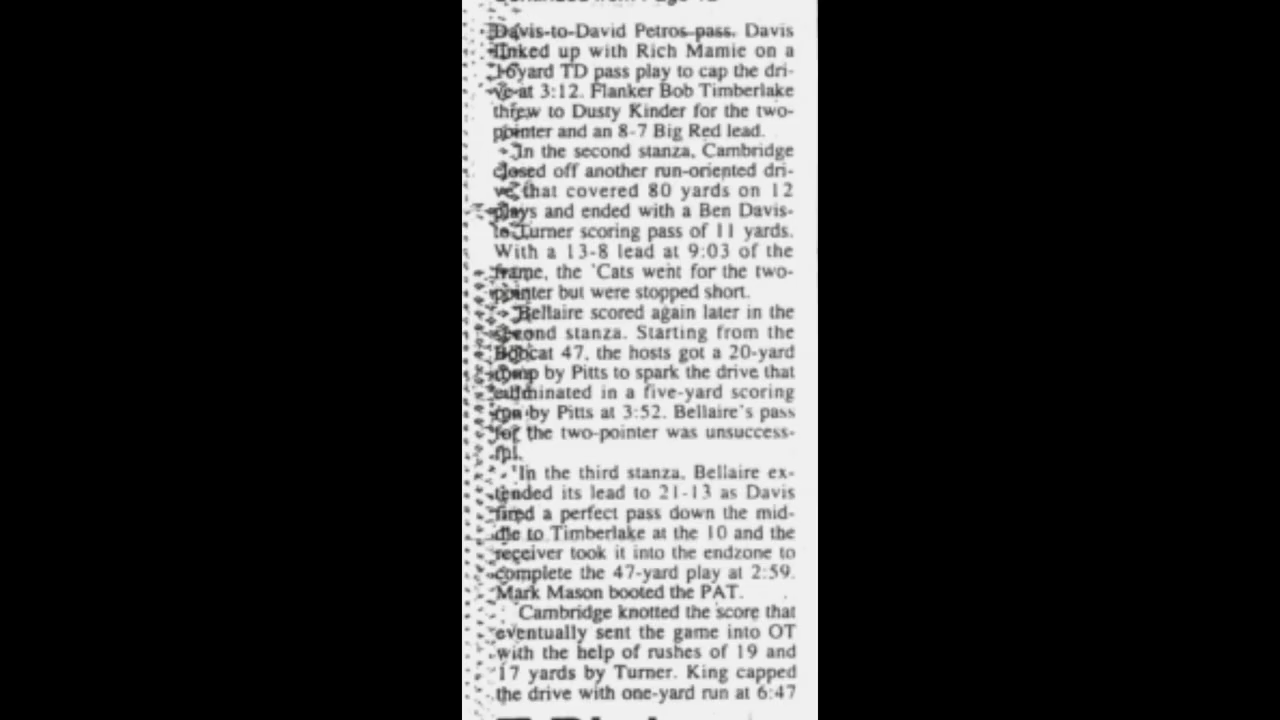 Davis-to-David Petros pass. Davis
linked up with Rich Mamie on a
16yard TD pass play to cap the dri-
ve at 3:12. Flanker Bob Timberlake
threw to Dusty Kinder for the two-
pointer and an 8-7 Big Red lead.
In the second stanza, Cambridge
closed off another run-oriented dri-
ve that covered 80 yards on 12
plays and ended with a Ben Davis-
to Turner scoring pass of 11 yards.
With a 13-8 lead at 9:03 of the
frame, the 'Cats went for the two-
pointer but were stopped short.
Bellaire scored again later in the
second stanza. Starting from the
Bobcat 47, the hosts got a 20-yard
romp by Pitts to spark the drive that
culminated in a five-yard scoring
run by Pitts at 3:52. Bellaire's pass
for the two-pointer was unsuccess-
ful.
In the third stanza, Bellaire ex-
tended its lead to 21-13 as Davis
fired a perfect pass down the mid-
dle to Timberlake at the 10 and the
receiver took it into the endzone to
complete the 47-yard play at 2:59.
Mark Mason booted the PAT.
Cambridge knotted the score that
eventually sent the game into OT
with the help of rushes of 19 and
17 yards by Turner. King capped
the drive with one-yard run at 6:47